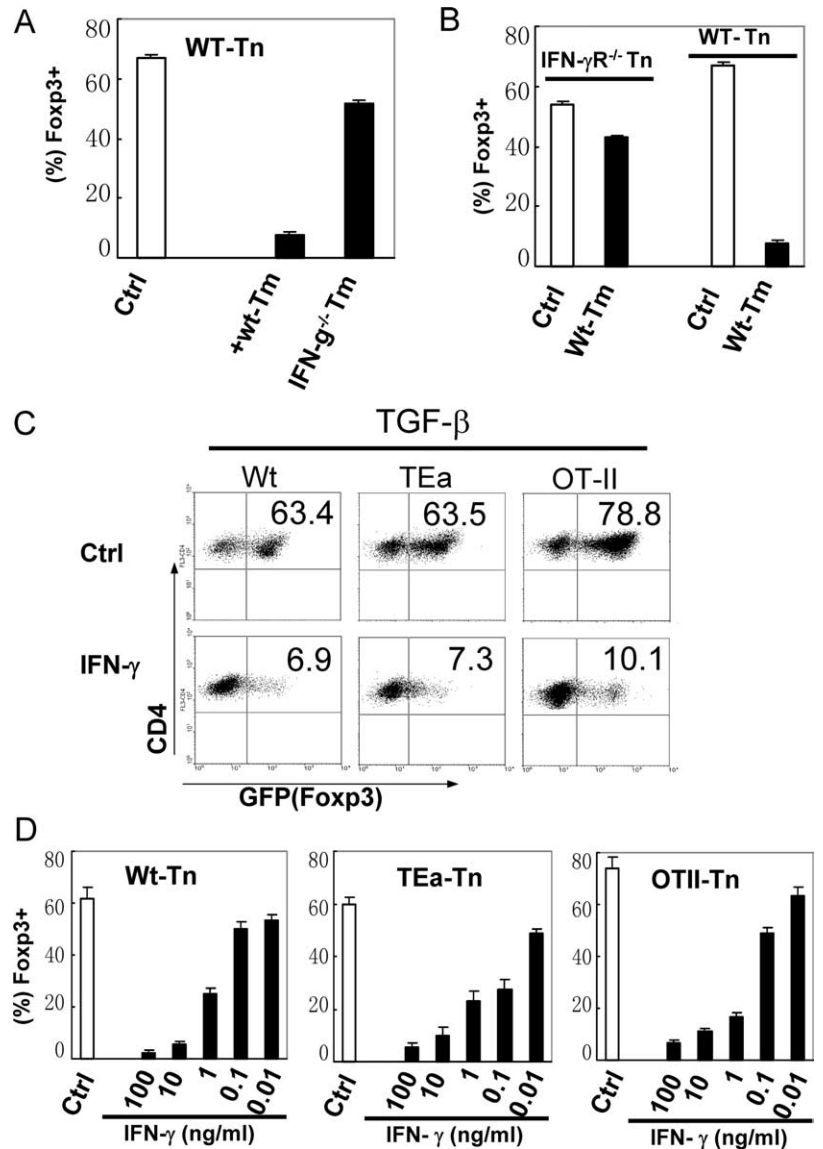 A
WT-Tn
(%) Foxp3+
80
60
40
20
0
Ctrl
+wt-Tm
IFN-g-/- Tm
B
IFN-γR-/- Tn
WT- Tn
(%) Foxp3+
80
60
40
20
0
Ctrl
Wt-Tm
Ctrl
Wt-Tm
C
TGF-β
Wt
TEa
OT-II
Ctrl
63.4
63.5
78.8
IFN-γ
6.9
7.3
10.1
CD4
FL3-CD4
FL3-CD4
GFP(Foxp3)
D
(%) Foxp3+
80
60
40
20
0
Wt-Tn
Ctrl
100
10
1
0.1
0.01
IFN-γ (ng/ml)
80
60
40
20
0
TEa-Tn
Ctrl
100
10
1
0.1
0.01
IFN- γ (ng/ml)
80
60
40
20
0
OTII-Tn
Ctrl
100
10
1
0.1
0.01
IFN- γ (ng/ml)